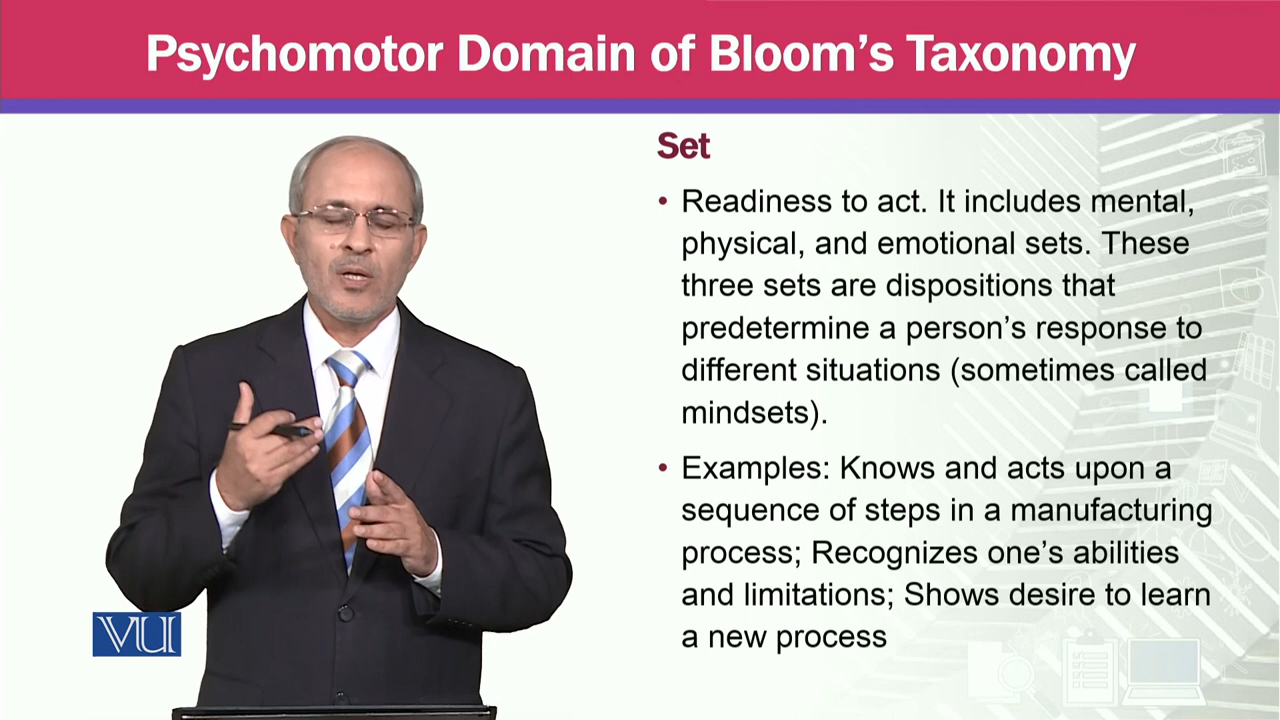 Psychomotor Domain of Bloom’s Taxonomy
Set
• Readiness to act. It includes mental,
physical, and emotional sets. These
three sets are dispositions that
predetermine a person’s response to
different situations (sometimes called
mindsets).
• Examples: Knows and acts upon a
sequence of steps in a manufacturing
process; Recognizes one’s abilities
and limitations; Shows desire to learn
a new process
VU